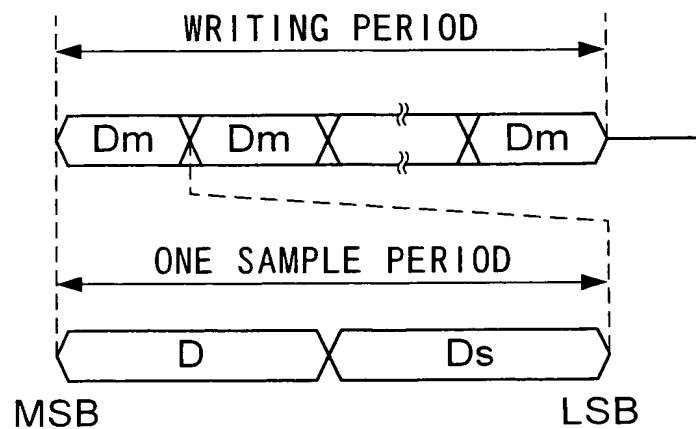 WRITING PERIOD
Dm Dm Dm
ONE SAMPLE PERIOD
D Ds
MSB LSB